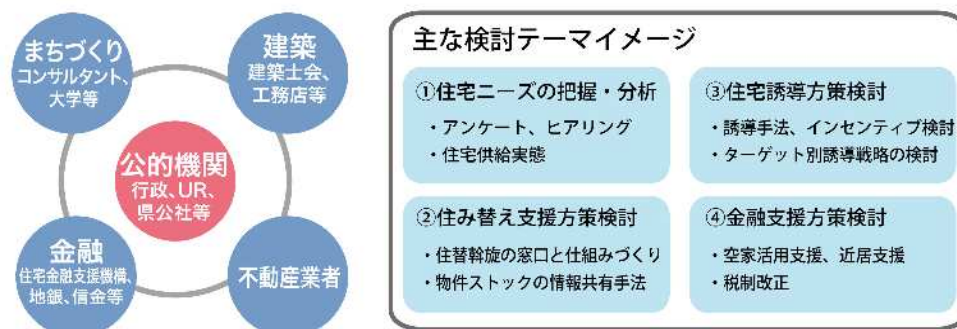 まちづくり
コンサルタント、
大学等
建築
建築士会、
工務店等
公的機関
行政、UR、
県公社等
金融
住宅金融支援機構、
地銀、信金等
不動産業者
主な検討テーマイメージ
①住宅ニーズの把握・分析
・アンケート、ヒアリング
・住宅供給実態
②住み替え支援方策検討
・住替斡旋の窓口と仕組みづくり
・物件ストックの情報共有手法
③住宅誘導方策検討
・誘導手法、インセンティブ検討
・ターゲット別誘導戦略の検討
④金融支援方策検討
・空家活用支援、近居支援
・税制改正